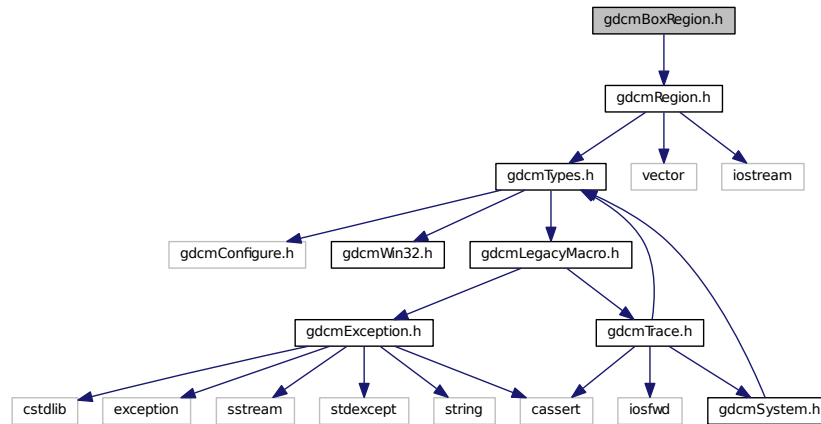 gdcmBoxRegion.h
gdcmRegion.h
gdcmTypes.h
vector
iostream
gdcmConfigure.h
gdcmWin32.h
gdcmLegacyMacro.h
gdcmException.h
gdcmTrace.h
cstdlib
exception
sstream
stdexcept
string
cassert
iosfwd
gdcmSystem.h